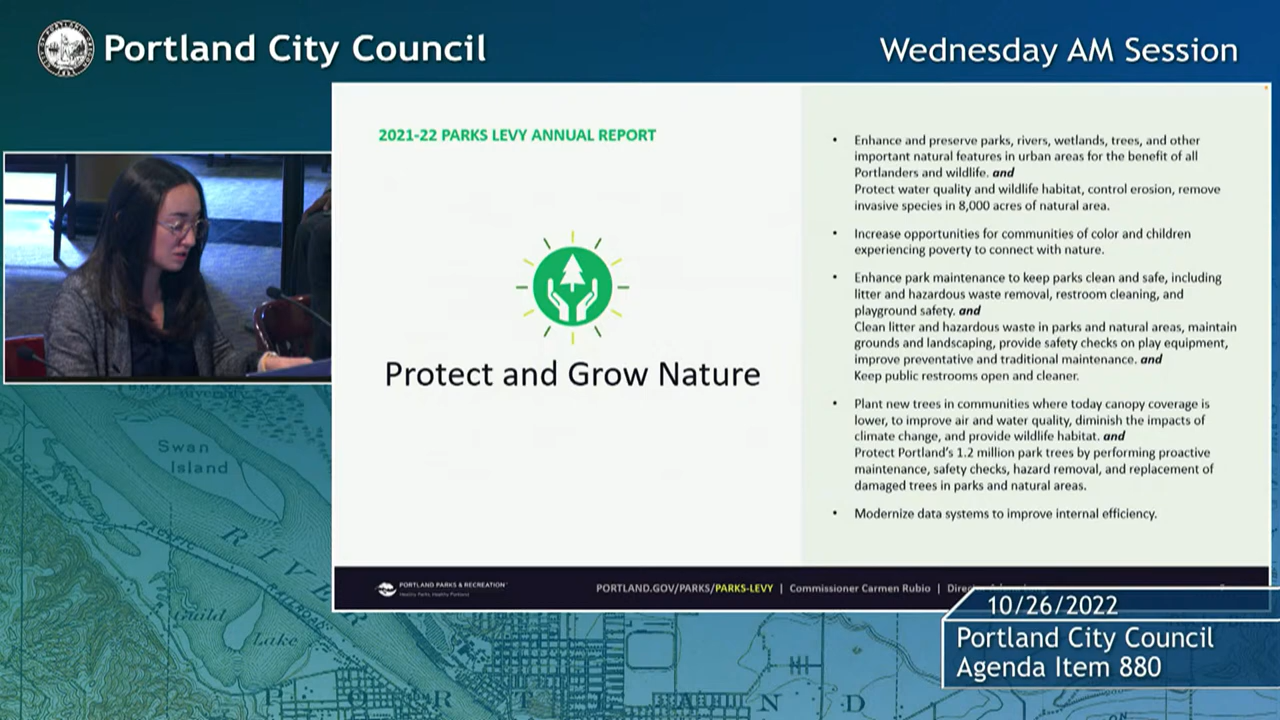 Portland City Council
Wednesday AM Session
2021-22 PARKS LEVY ANNUAL REPORT
Protect and Grow Nature
• Enhance and preserve parks, rivers, wetlands, trees, and other
important natural features in urban areas for the benefit of all
Portlanders and wildlife. and
Protect water quality and wildlife habitat, control erosion, remove
invasive species in 8,000 acres of natural area.
• Increase opportunities for communities of color and children
experiencing poverty to connect with nature.
• Enhance park maintenance to keep parks clean and safe, including
litter and hazardous waste removal, restroom cleaning, and
playground safety. and
Clean litter and hazardous waste in parks and natural areas, maintain
grounds and landscaping, provide safety checks on play equipment,
improve preventative and traditional maintenance. and
Keep public restrooms open and cleaner.
• Plant new trees in communities where today canopy coverage is
lower, to improve air and water quality, diminish the impacts of
climate change, and provide wildlife habitat. and
Protect Portland's 1.2 million park trees by performing proactive
maintenance, safety checks, hazard removal, and replacement of
damaged trees in parks and natural areas.
• Modernize data systems to improve internal efficiency.
PORTLAND PARKS & RECREATION
Healthy Parks, Healthy Portland
PORTLAND.GOV/PARKS/PARKS-LEVY | Commissioner Carmen Rubio |
10/26/2022
Portland City Council
Agenda Item 880
Swan
Island
NORTHERN
PACIFIC
RAILROAD
RIVER
Guild
Lake
PORTLAND